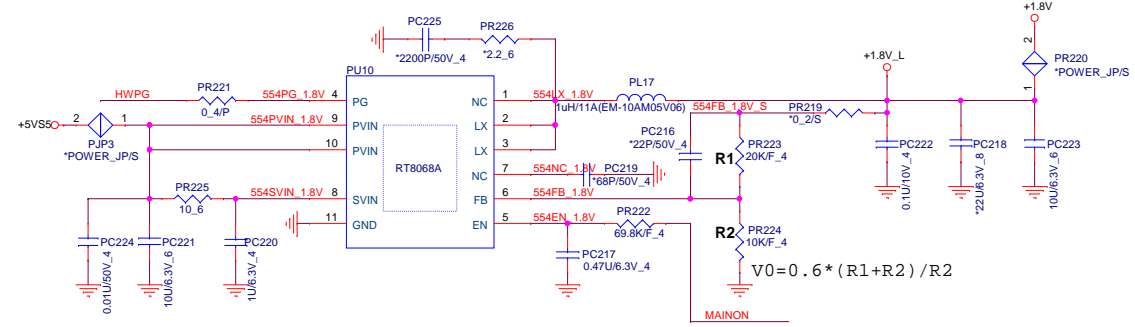 +1.8V
2
PR220
*POWER_JP/S
1
PC225
*2200P/50V_4
PR226
*2.2_6
+1.8V_L
PU10
HWPG
PR221
0_4/P
554PG_1.8V
4
PG
NC
1
554LX_1.8V
PL17
1uH/11A(EM-10AM05V06)
554FB_1.8V_S
PR219
*0_2/S
+5VS5
2
1
PJP3
*POWER_JP/S
554PVIN_1.8V
9
PVIN
LX
2
10
PVIN
LX
3
RT8068A
PC216
*22P/50V_4
R1
PR223
20K/F_4
PC222
0.1U/10V_4
PC218
*22U/6.3V_8
PC223
10U/6.3V_6
NC
7
554NC_1.8V
PC219
*68P/50V_4
PR225
10_6
554SVIN_1.8V
8
SVIN
FB
6
554FB_1.8V
11
GND
EN
5
554EN_1.8V
PR222
69.8K/F_4
R2
PR224
10K/F_4
PC224
0.01U/50V_4
PC221
10U/6.3V_6
PC220
1U/6.3V_4
PC217
0.47U/6.3V_4
V0=0.6*(R1+R2)/R2
MAINON